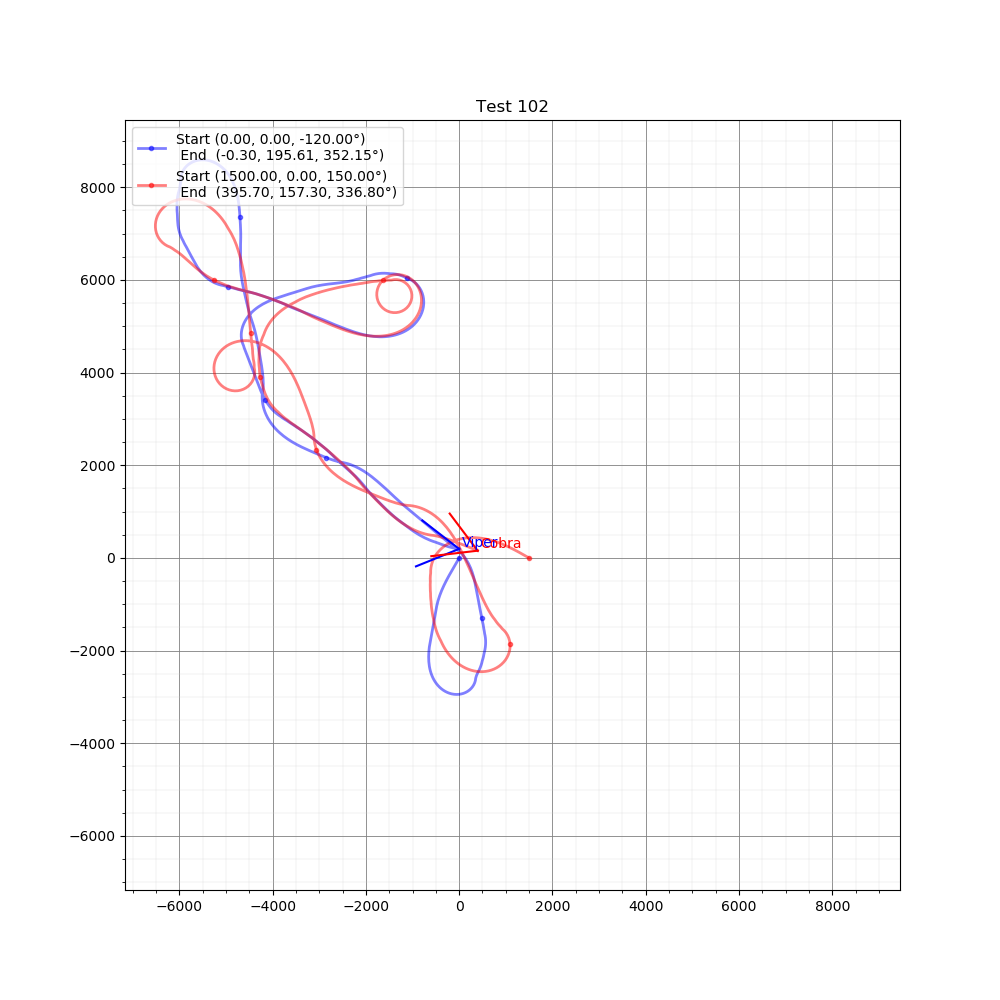 Test 102
Start (0.00, 0.00, -120.00°)
End (-0.30, 195.61, 352.15°)
Start (1500.00, 0.00, 150.00°)
End (395.70, 157.30, 336.80°)
8000
6000
4000
2000
0
−2000
−4000
−6000
Viper
Cobra
−6000 −4000 −2000 0 2000 4000 6000 8000